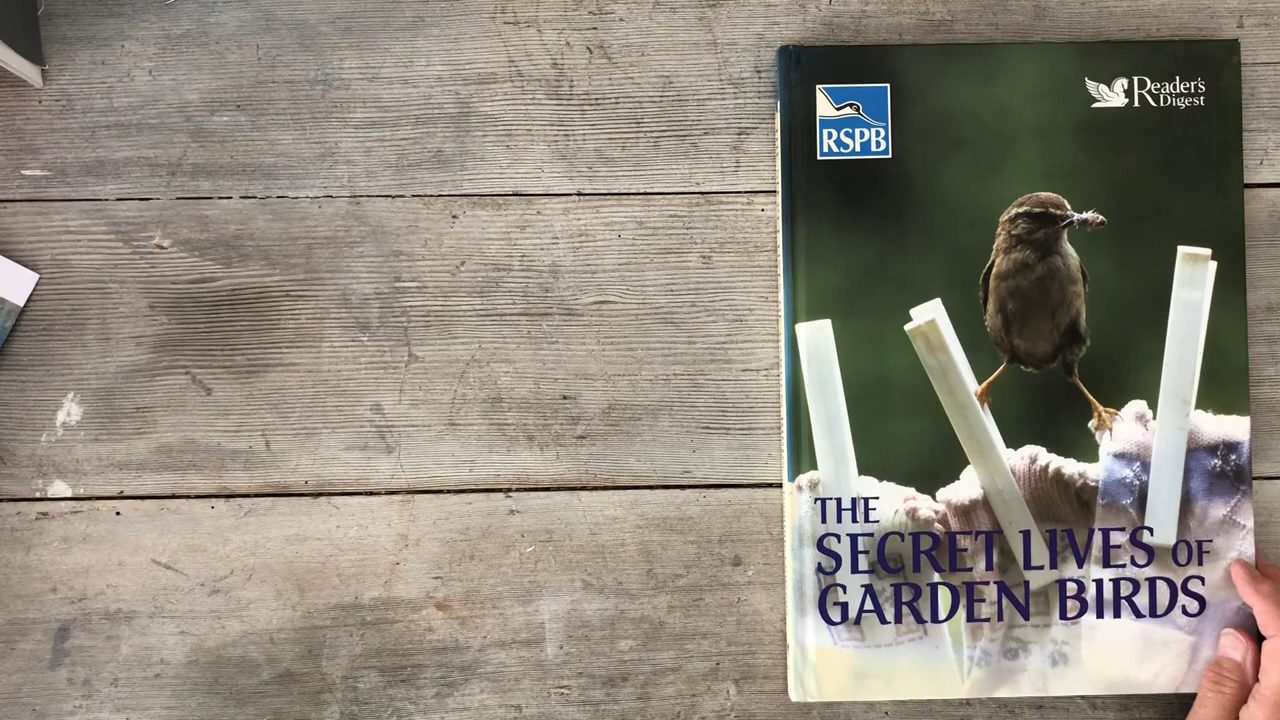 RSPB
Reader's
Digest
THE
SECRET LIVES OF
GARDEN BIRDS